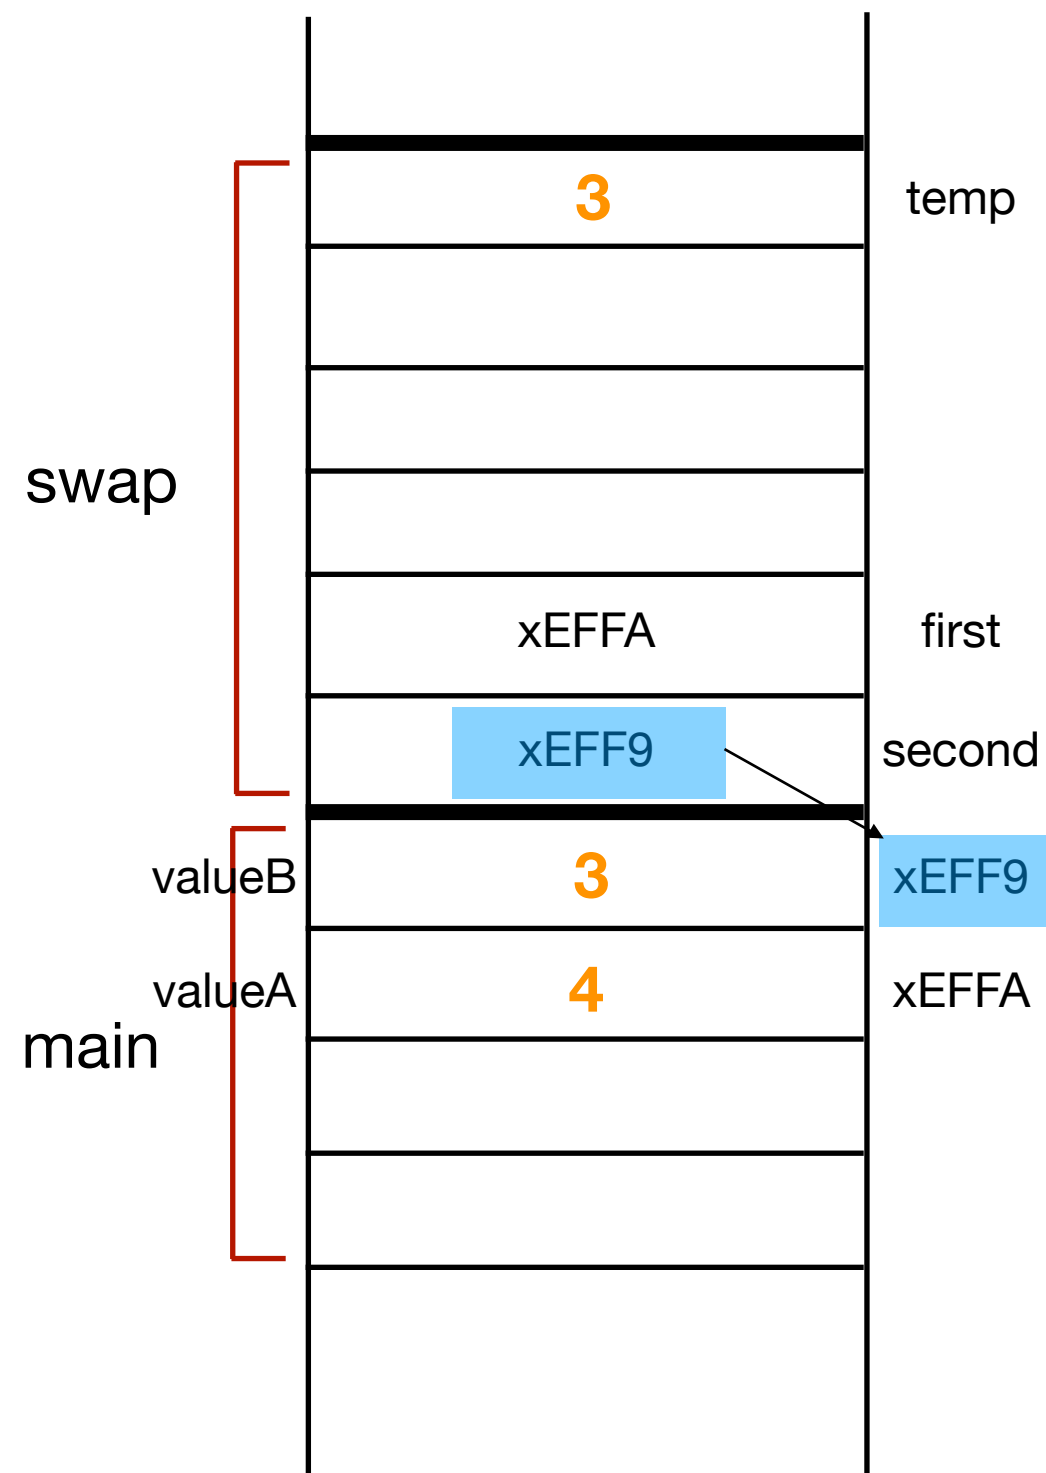 3 temp
swap
xEFFA first
xEFF9 second
valueB 3 xEFF9
valueA 4 xEFFA
main